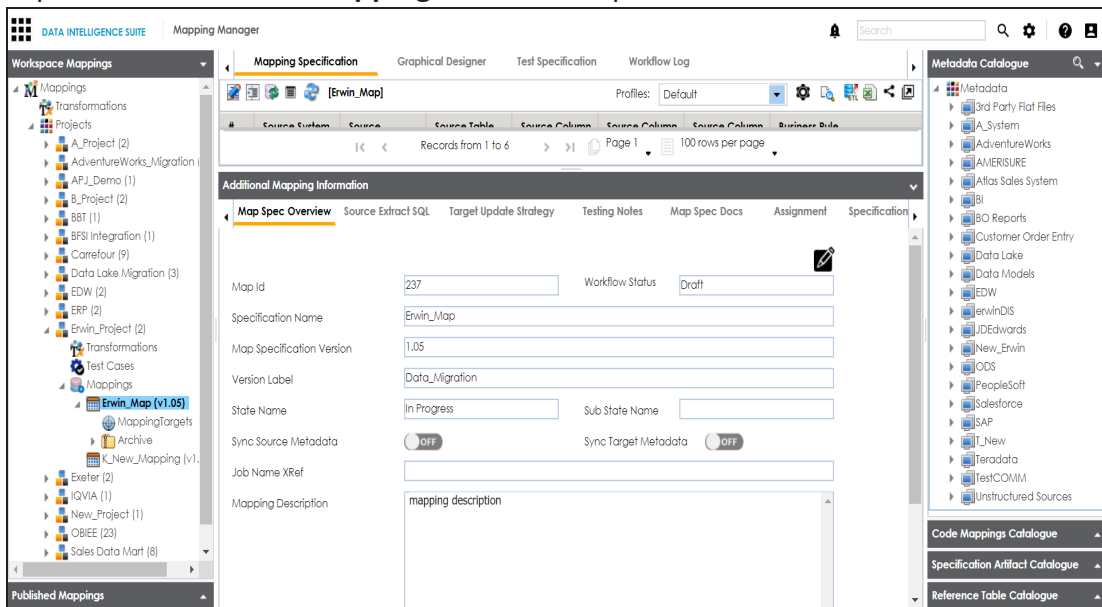 DATA INTELLIGENCE SUITE Mapping Manager Search
Workspace Mappings
Mappings
Transformations
Projects
A_Project (2)
AdventureWorks_Migration
APJ_Demo (1)
B_Project (2)
BBT (1)
BFSI Integration (1)
Carrefour (9)
Data Lake Migration (3)
EDW (2)
ERP (2)
Erwin_Project (2)
Transformations
Test Cases
Mappings
Erwin_Map (v1.05)
MappingTargets
Archive
K_New_Mapping (v1.
Exeter (2)
IQVIA (1)
New_Project (1)
OBIEE (23)
Sales Data Mart (8)
Published Mappings
Mapping Specification Graphical Designer Test Specification Workflow Log
[Erwin_Map] Profiles: Default
# Source System Source Source Table Source Column Source Column Source Column Business Rule
Records from 1 to 6 Page 1 100 rows per page
Additional Mapping Information
Map Spec Overview Source Extract SQL Target Update Strategy Testing Notes Map Spec Docs Assignment Specification
Map Id 237 Workflow Status Draft
Specification Name Erwin_Map
Map Specification Version 1.05
Version Label Data_Migration
State Name In Progress Sub State Name
Sync Source Metadata OFF Sync Target Metadata OFF
Job Name XRef
Mapping Description mapping description
Metadata Catalogue
Metadata
3rd Party Flat Files
A_System
AdventureWorks
AMERISURE
Atlas Sales System
BI
BO Reports
Customer Order Entry
Data Lake
Data Models
EDW
erwinDIS
JDEdwards
New_Erwin
ODS
PeopleSoft
Salesforce
SAP
T_New
Teradata
TestCOMM
Unstructured Sources
Code Mappings Catalogue
Specification Artifact Catalogue
Reference Table Catalogue